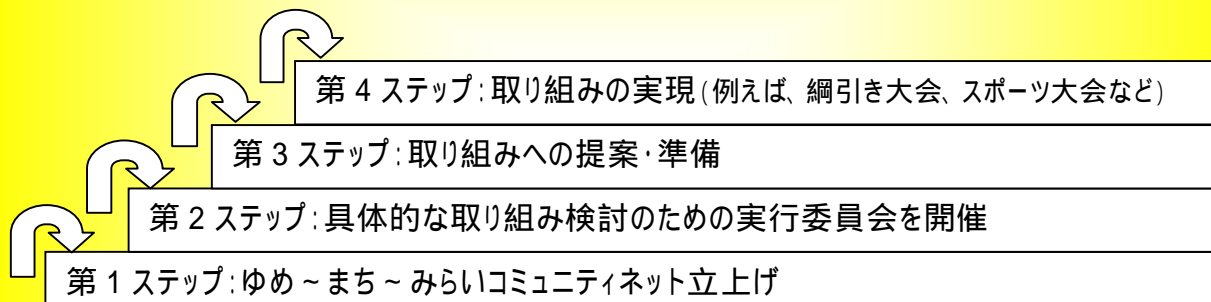 第4ステップ:取り組みの実現(例えば、綱引き大会、スポーツ大会など)
第3ステップ:取り組みへの提案・準備
第2ステップ:具体的な取り組み検討のための実行委員会を開催
第1ステップ:ゆめ~まち~みらいコミュニティネット立上げ